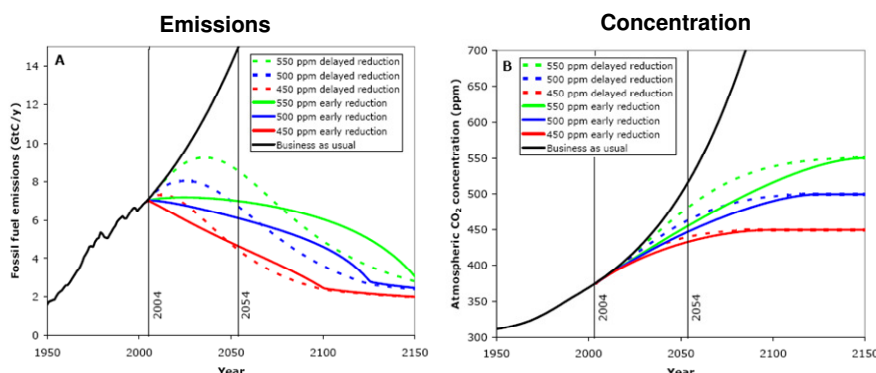 Emissions
Concentration
A
550 ppm delayed reduction
500 ppm delayed reduction
450 ppm delayed reduction
550 ppm early reduction
500 ppm early reduction
450 ppm early reduction
Business as usual
Fossil fuel emissions (GtC/y)
14
12
10
8
6
4
2
0
2004
2054
1950
2000
2050
2100
2150
Year
B
550 ppm delayed reduction
500 ppm delayed reduction
450 ppm delayed reduction
550 ppm early reduction
500 ppm early reduction
450 ppm early reduction
Business as usual
Atmospheric CO₂ concentration (ppm)
700
650
600
550
500
450
400
350
300
2004
2054
1950
2000
2050
2100
2150
Year